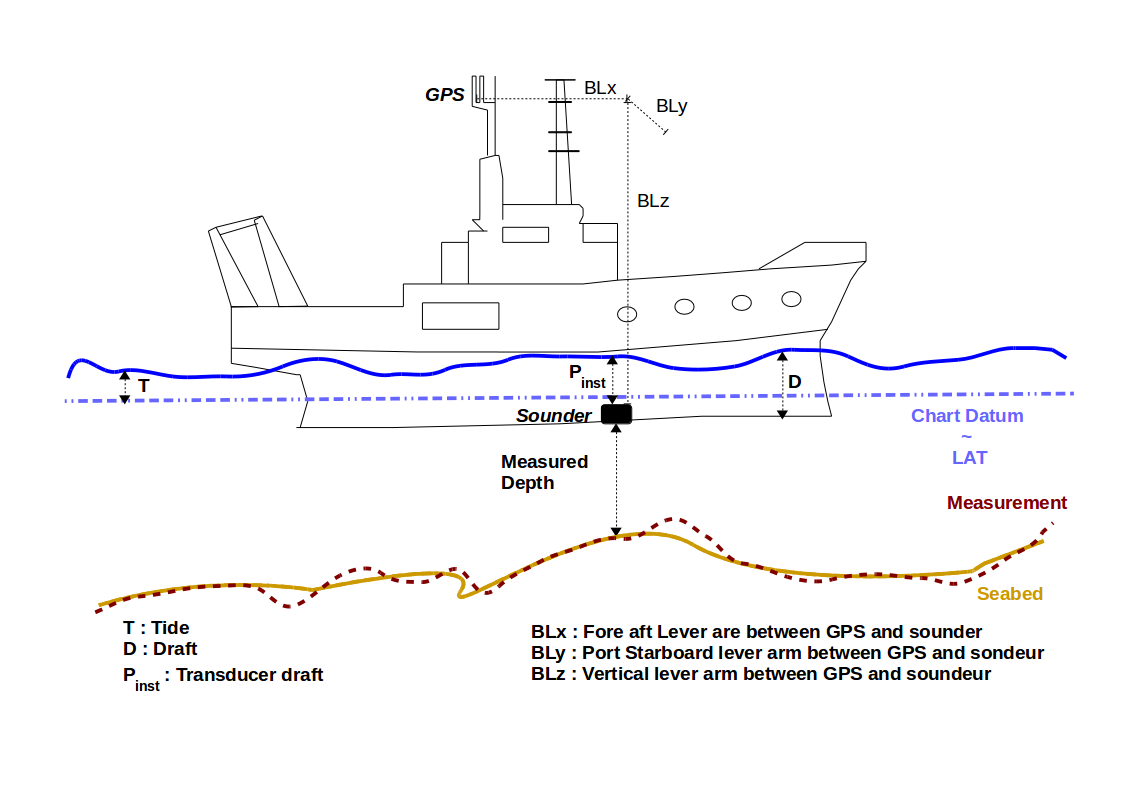 GPS
BLx
BLy
BLz
T
Pinst
D
Sounder
Chart Datum
~
LAT
Measured
Depth
Measurement
Seabed
T : Tide
D : Draft
Pinst : Transducer draft
BLx : Fore aft Lever are between GPS and sounder
BLy : Port Starboard lever arm between GPS and sondeur
BLz : Vertical lever arm between GPS and soundeur